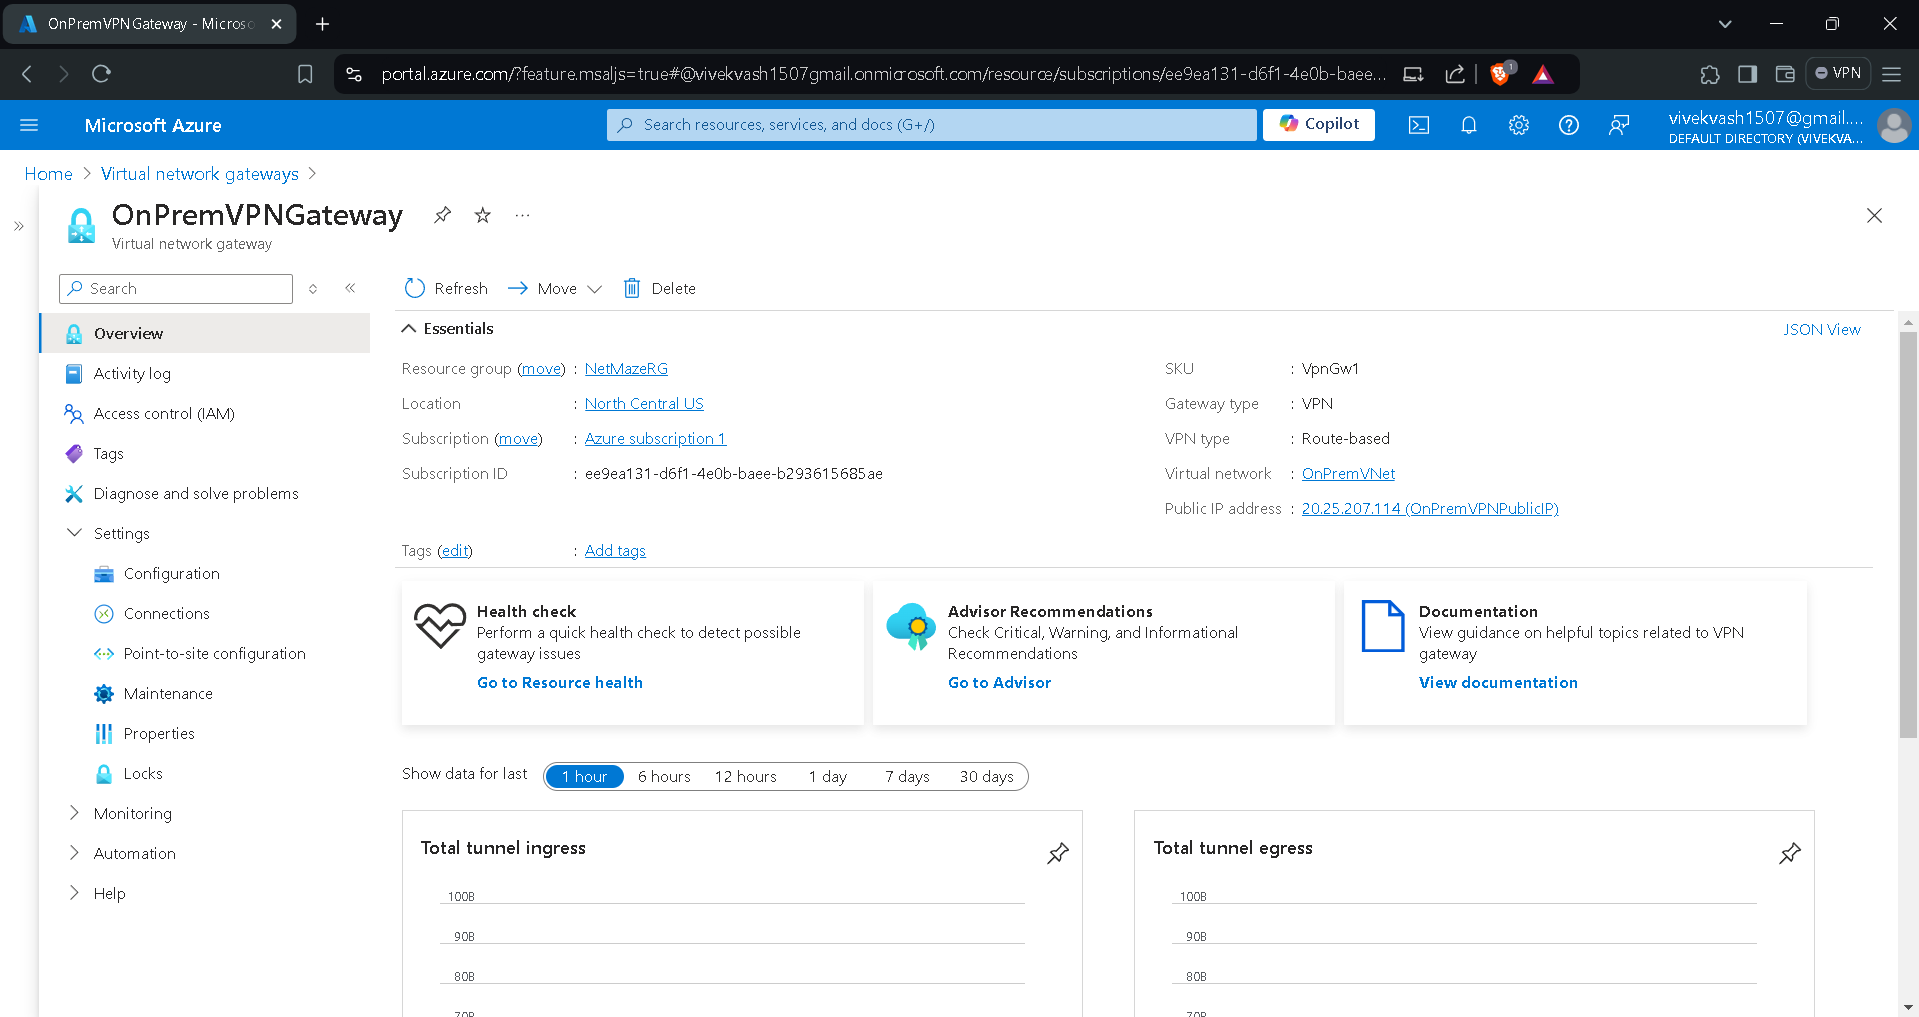 OnPremVPNGateway - Micros
portal.azure.com/?feature.msaljs=true#@vivekvash1507gmail.onmicrosoft.com/resource/subscriptions/ee9ea131-d6f1-4e0b-baee...
1
VPN
Microsoft Azure
Search resources, services, and docs (G+/)
Copilot
vivekvash1507@gmail....
DEFAULT DIRECTORY (VIVEKVA...
Home > Virtual network gateways >
OnPremVPNGateway
Virtual network gateway
Search
Overview
Activity log
Access control (IAM)
Tags
Diagnose and solve problems
Settings
Configuration
Connections
Point-to-site configuration
Maintenance
Properties
Locks
Monitoring
Automation
Help
Refresh
Move
Delete
Essentials
JSON View
Resource group (move) : NetMazeRG
Location : North Central US
Subscription (move) : Azure subscription 1
Subscription ID : ee9ea131-d6f1-4e0b-baee-b293615685ae
SKU : VpnGw1
Gateway type : VPN
VPN type : Route-based
Virtual network : OnPremVNet
Public IP address : 20.25.207.114 (OnPremVPNPublicIP)
Tags (edit) : Add tags
Health check
Perform a quick health check to detect possible
gateway issues
Go to Resource health
Advisor Recommendations
Check Critical, Warning, and Informational
Recommendations
Go to Advisor
Documentation
View guidance on helpful topics related to VPN
gateway
View documentation
Show data for last
1 hour
6 hours
12 hours
1 day
7 days
30 days
Total tunnel ingress
100B
90B
80B
70B
Total tunnel egress
100B
90B
80B
70B